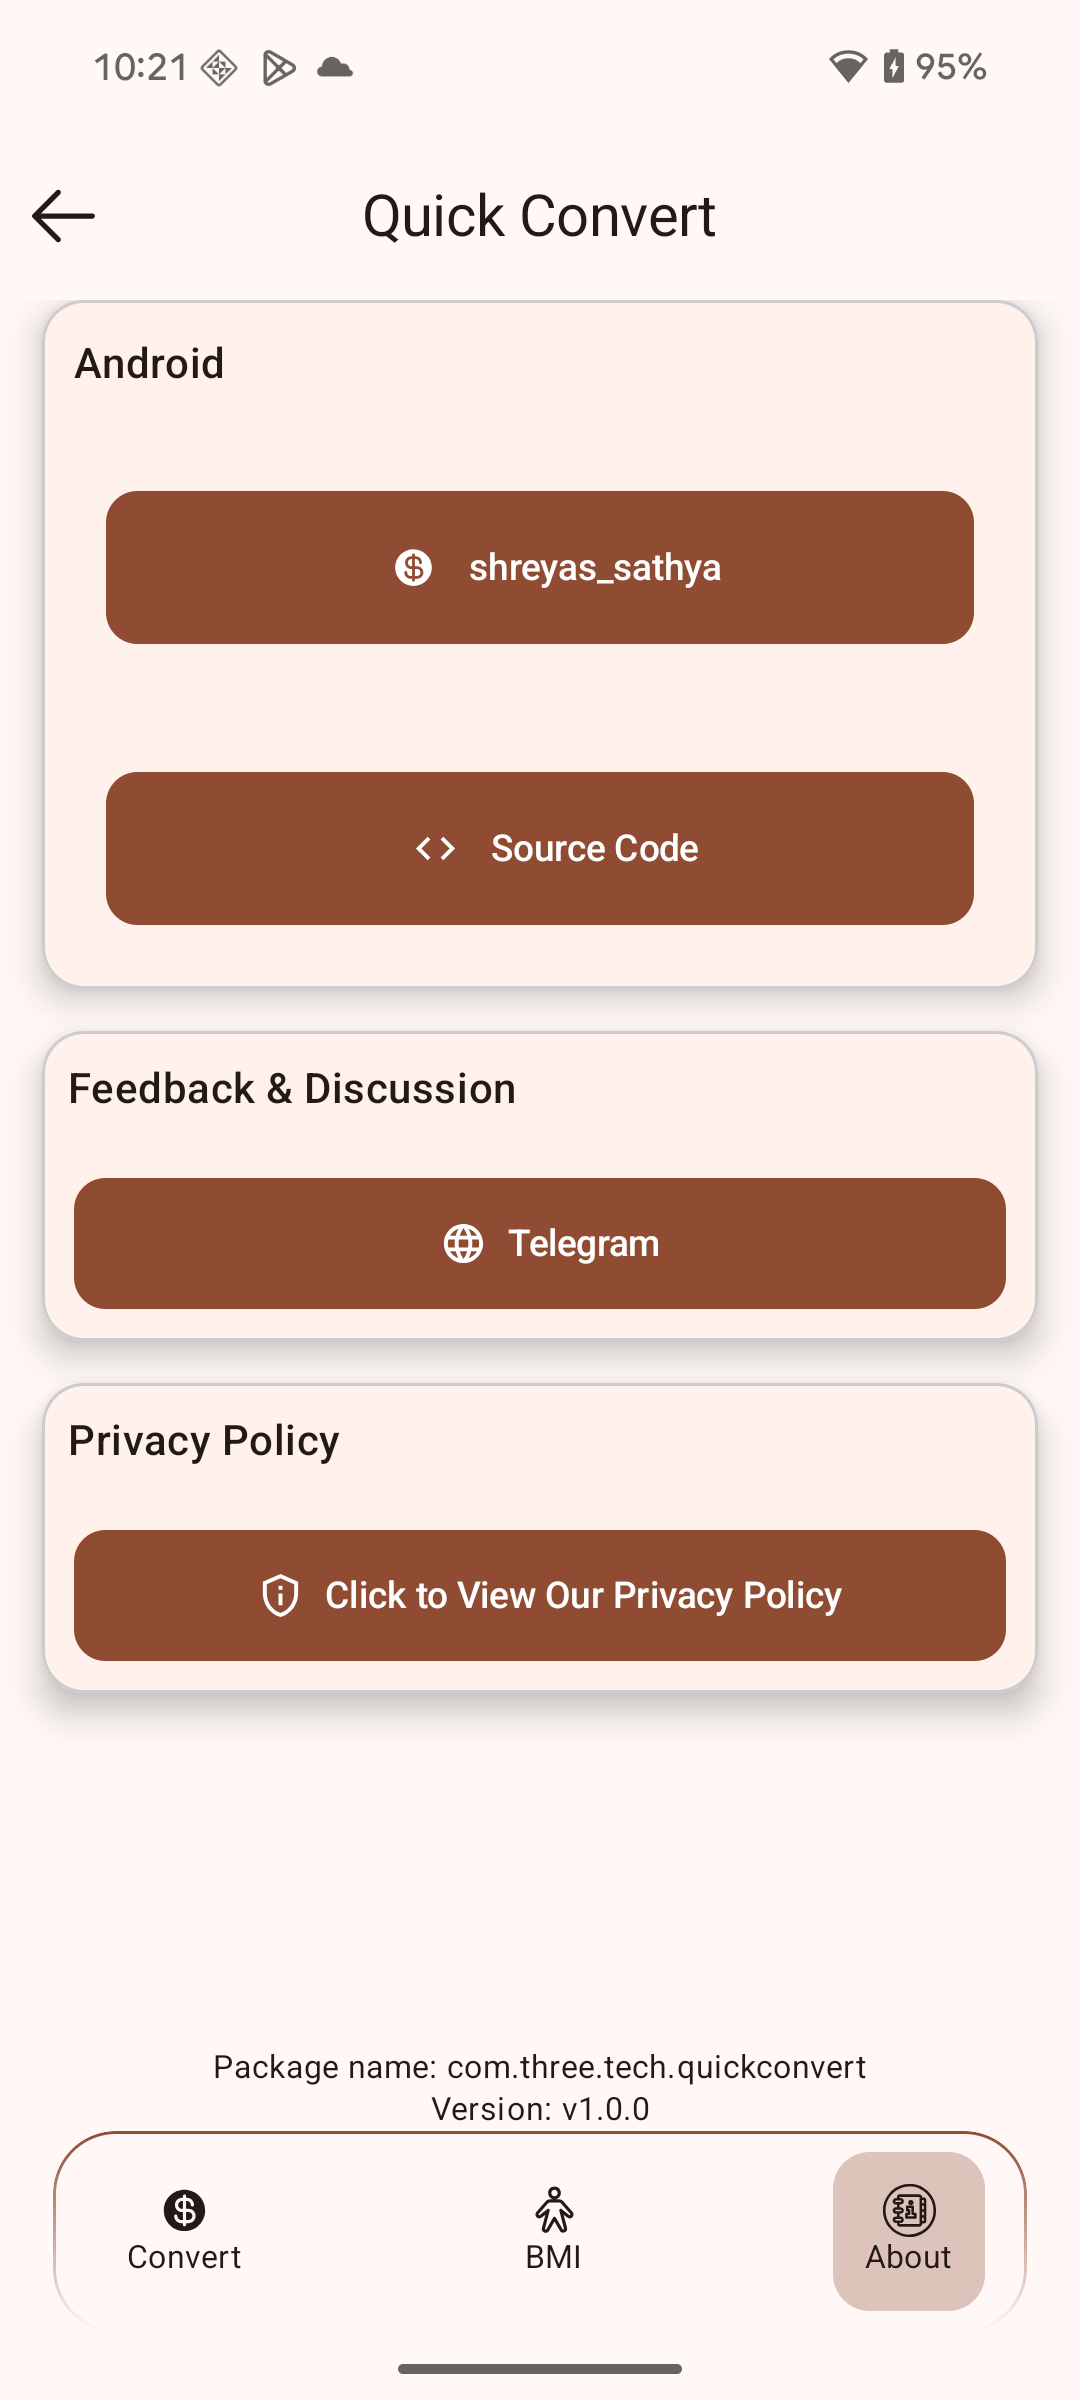 10:21
95%
Quick Convert
Android
shreyas_sathya
Source Code
Feedback & Discussion
Telegram
Privacy Policy
Click to View Our Privacy Policy
Package name: com.three.tech.quickconvert
Version: v1.0.0
Convert
BMI
About